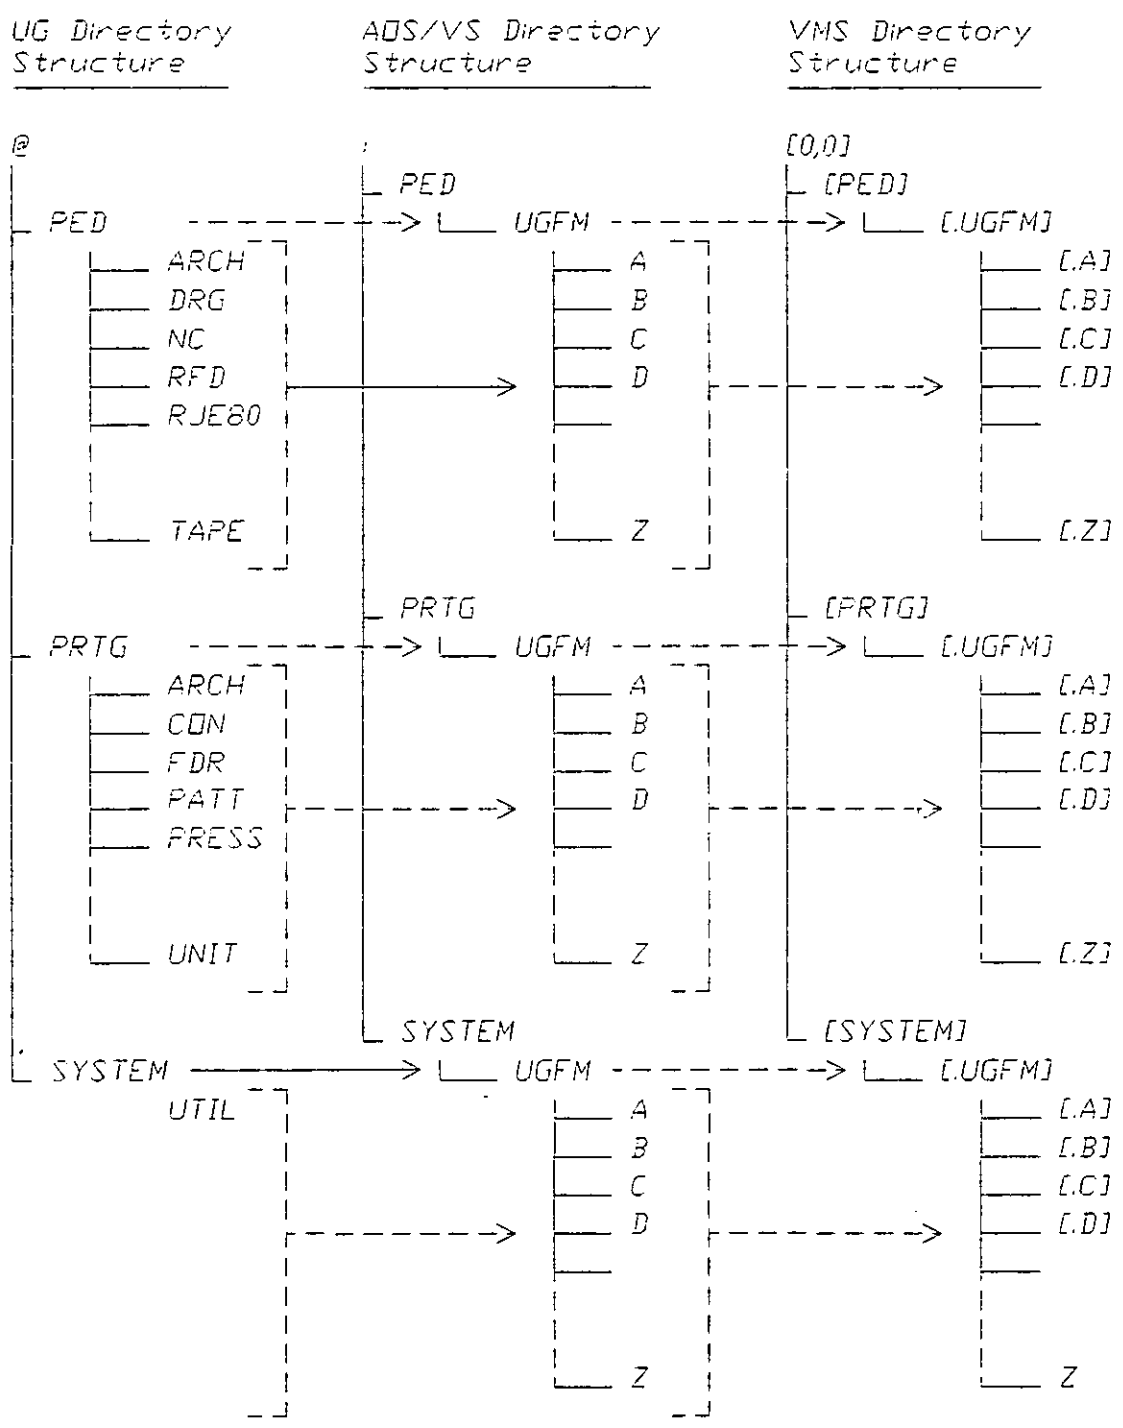 UG Directory AOS/VS Directory VMS Directory
Structure Structure Structure
@ : [0,0]
PED [PED]
PED UGFM [.UGFM]
ARCH A [.A]
DRG B [.B]
NC C [.C]
RFD D [.D]
RJE80
TAPE Z [.Z]
PRTG [PRTG]
PRTG UGFM [.UGFM]
ARCH A [.A]
CON B [.B]
FDR C [.C]
PATT D [.D]
PRESS
UNIT Z [.Z]
SYSTEM [SYSTEM]
SYSTEM UGFM [.UGFM]
UTIL A [.A]
B [.B]
C [.C]
D [.D]
Z Z